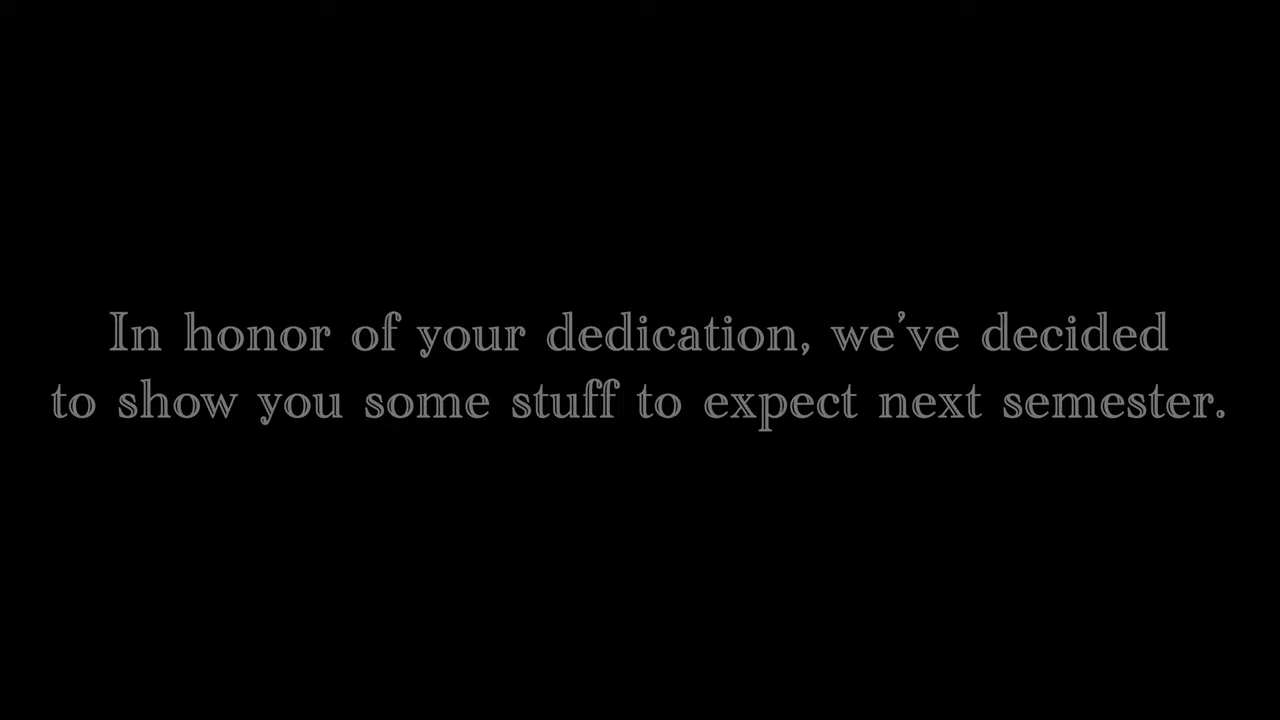 In honor of your dedication, we've decided
to show you some stuff to expect next semester.